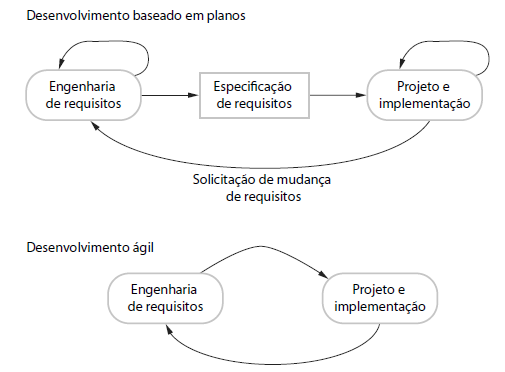 Desenvolvimento baseado em planos
Engenharia
de requisitos
Especificação
de requisitos
Projeto e
implementação
Solicitação de mudança
de requisitos
Desenvolvimento ágil
Engenharia
de requisitos
Projeto e
implementação